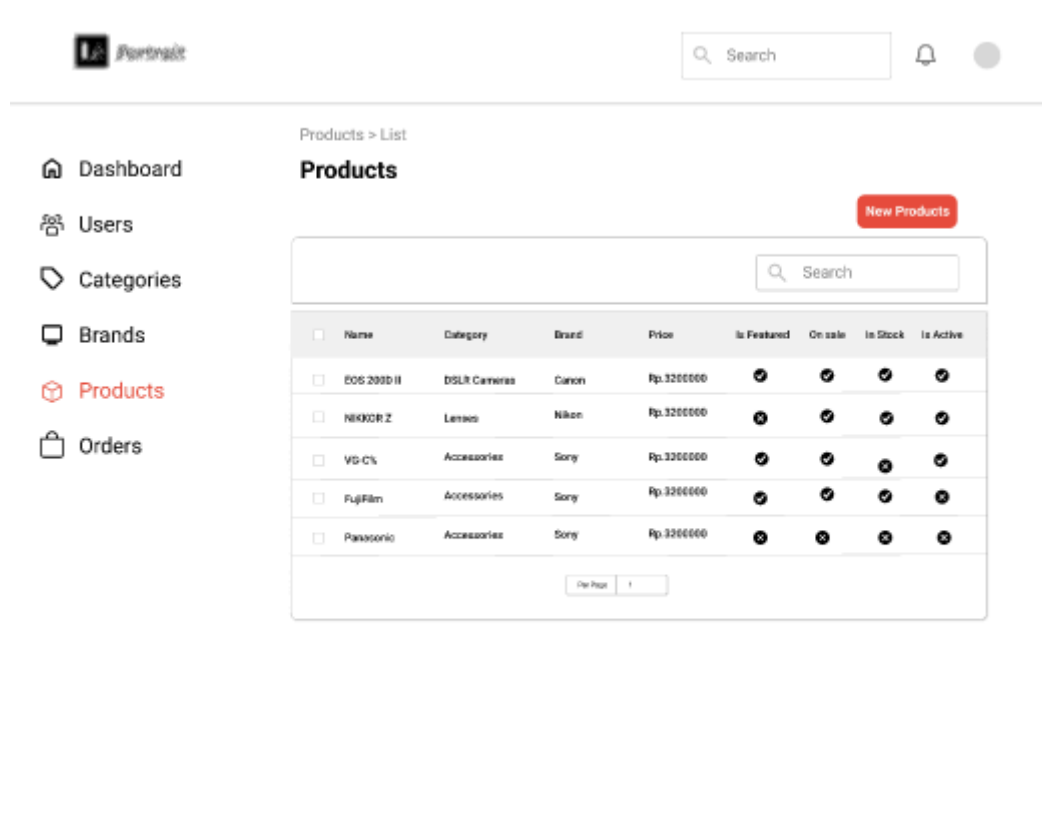 Portrait
Search
Products > List
Dashboard
Products
New Products
Users
Categories
Search
Brands
Name Category Brand Price Is Featured On sale In Stock Is Active
Products
EOS 200D II DSLR Cameras Canon Rp.3200000
NIKKOR Z Lenses Nikon Rp.3200000
Orders
VG-C% Accessories Sony Rp.3200000
FujiFilm Accessories Sony Rp.3200000
Panasonic Accessories Sony Rp.3200000
Per Page 1